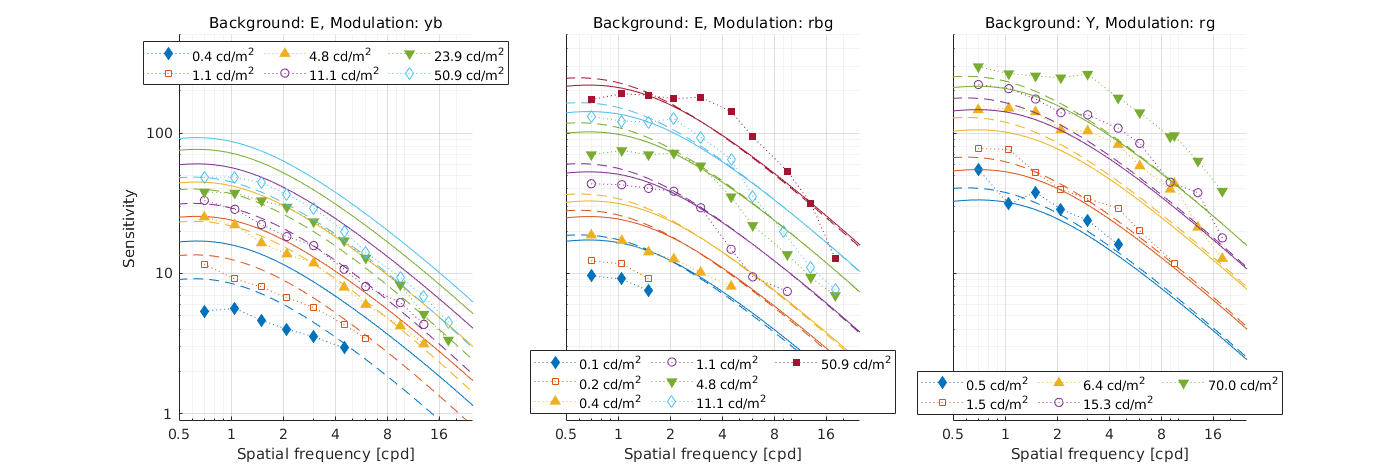 Background: E, Modulation: yb
0.4 cd/m²
4.8 cd/m²
23.9 cd/m²
1.1 cd/m²
11.1 cd/m²
50.9 cd/m²
100
10
1
Sensitivity
0.5
1
2
4
8
16
Spatial frequency [cpd]
Background: E, Modulation: rbg
0.1 cd/m²
1.1 cd/m²
50.9 cd/m²
0.2 cd/m²
4.8 cd/m²
0.4 cd/m²
11.1 cd/m²
0.5
1
2
4
8
16
Spatial frequency [cpd]
Background: Y, Modulation: rg
0.5 cd/m²
6.4 cd/m²
70.0 cd/m²
1.5 cd/m²
15.3 cd/m²
0.5
1
2
4
8
16
Spatial frequency [cpd]